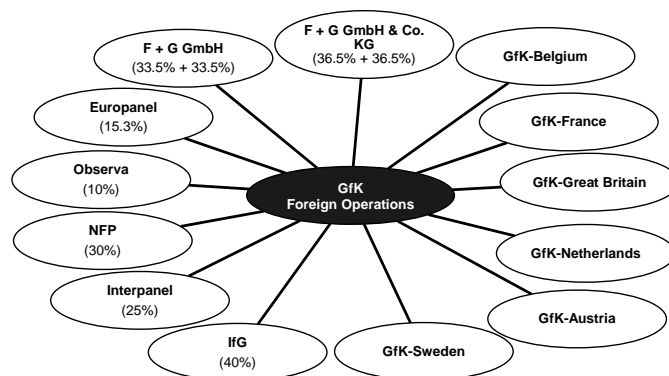 F + G GmbH
(33.5% + 33.5%)
F + G GmbH & Co.
KG
(36.5% + 36.5%)
GfK-Belgium
Europanel
(15.3%)
GfK-France
Observa
(10%)
GfK
Foreign Operations
GfK-Great Britain
NFP
(30%)
GfK-Netherlands
Interpanel
(25%)
GfK-Austria
IfG
(40%)
GfK-Sweden